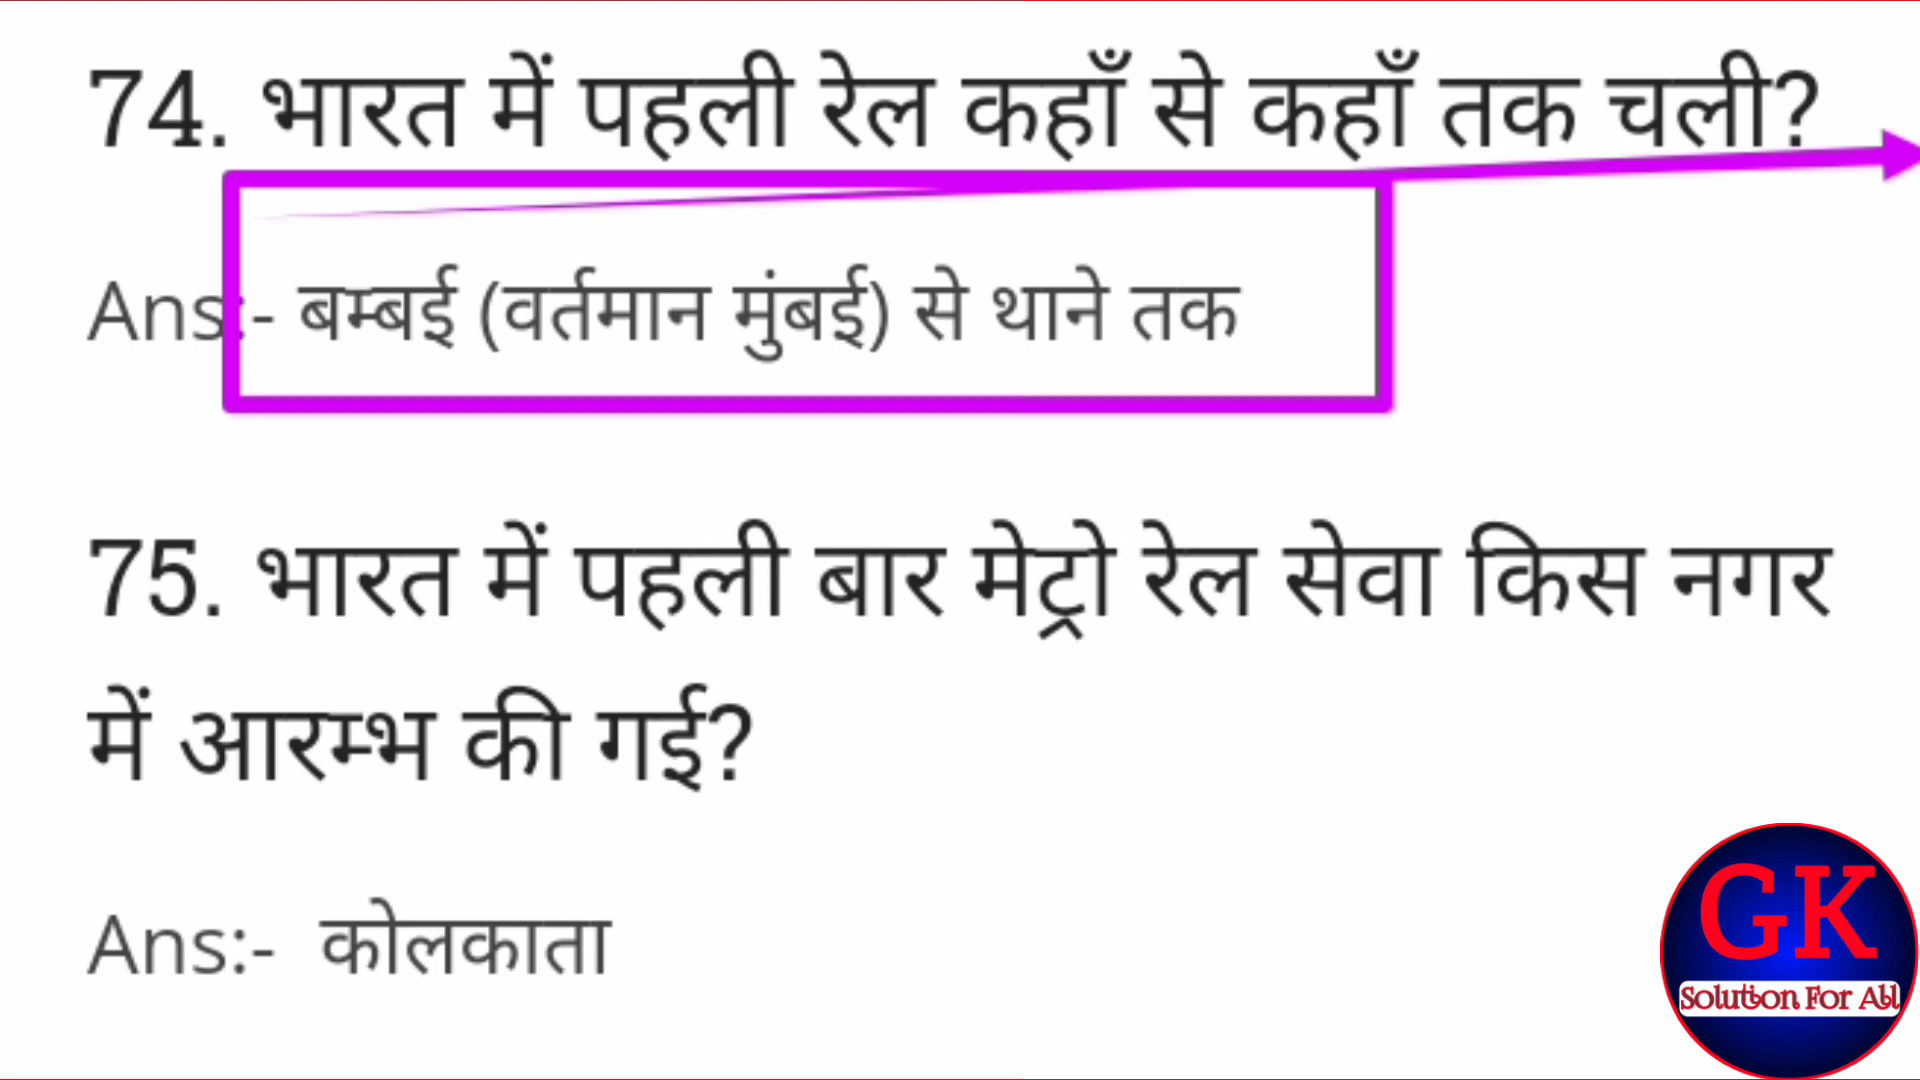 74. भारत में पहली रेल कहाँ से कहाँ तक चली?
Ans:- बम्बई (वर्तमान मुंबई) से थाने तक
75. भारत में पहली बार मेट्रो रेल सेवा किस नगर
में आरम्भ की गई?
Ans:- कोलकाता
GK
Solution For All